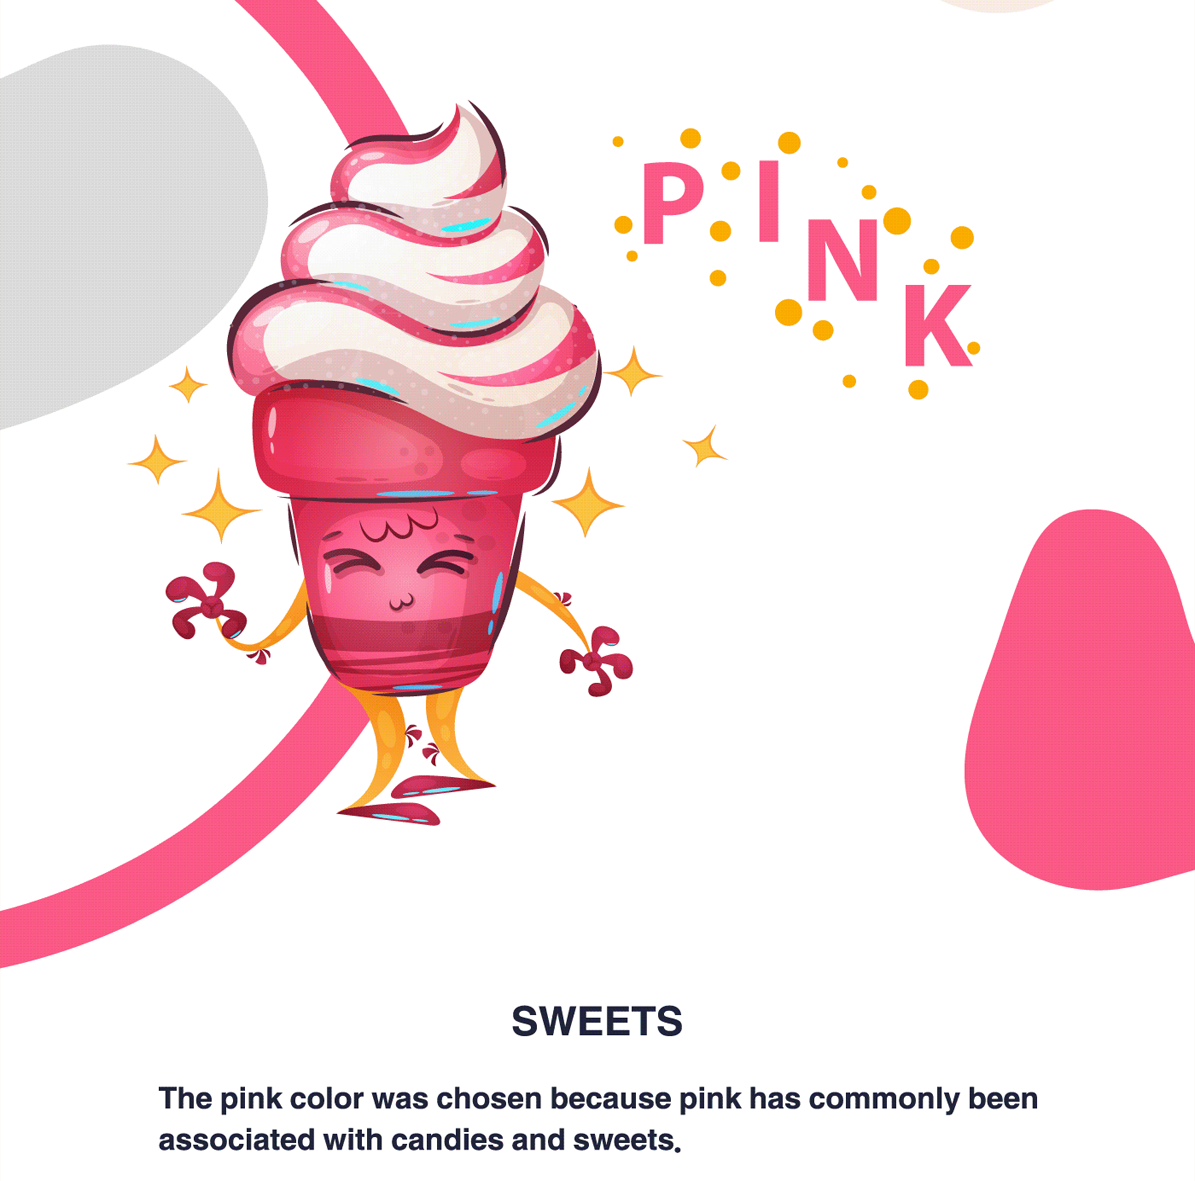 PINK
SWEETS
The pink color was chosen because pink has commonly been
associated with candies and sweets.